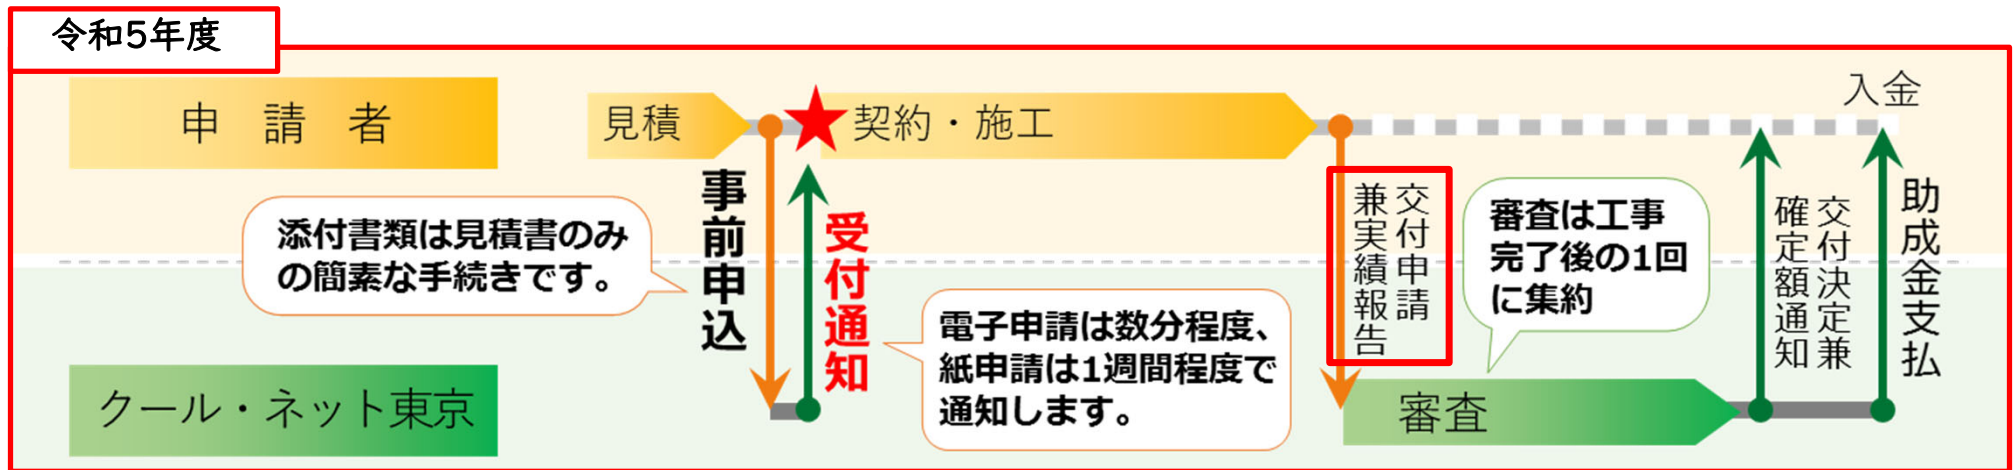 令和5年度
申請者
見積
契約・施工
入金
事前申込
受付通知
添付書類は見積書のみ
の簡素な手続きです。
電子申請は数分程度、
紙申請は1週間程度で
通知します。
交付申請
兼実績報告
審査は工事
完了後の1回
に集約
交付決定兼
確定額通知
助成金支払
クール・ネット東京
審査